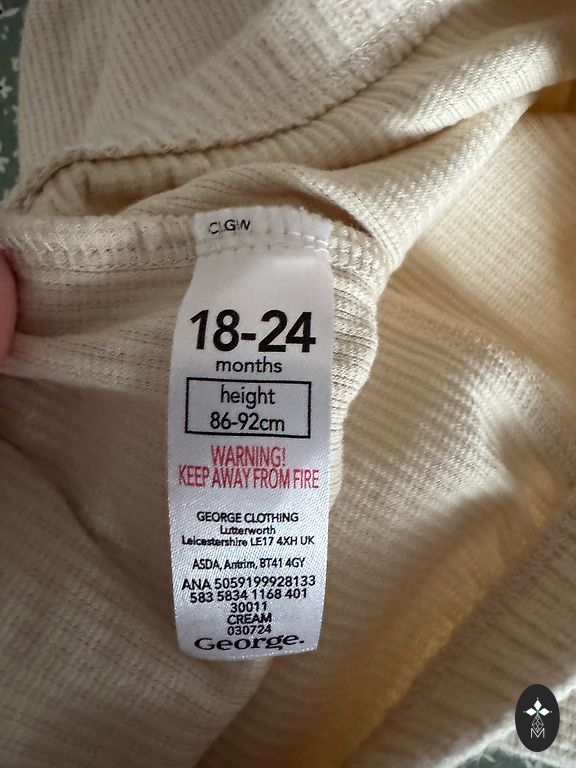 CLGW
18-24
months
height
86-92cm
WARNING!
KEEP AWAY FROM FIRE
GEORGE CLOTHING
Lutterworth
Leicestershire LE17 4XH UK
ASDA, Antrim, BT41 4GY
ANA 5059199928133
583 5834 1168 401
30011
CREAM
030724
George.
M